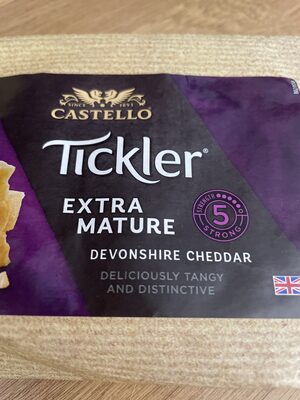 SINCE 1893
CASTELLO®
Tickler®
EXTRA
MATURE
STRENGTH
5
STRONG
DEVONSHIRE CHEDDAR
DELICIOUSLY TANGY
AND DISTINCTIVE